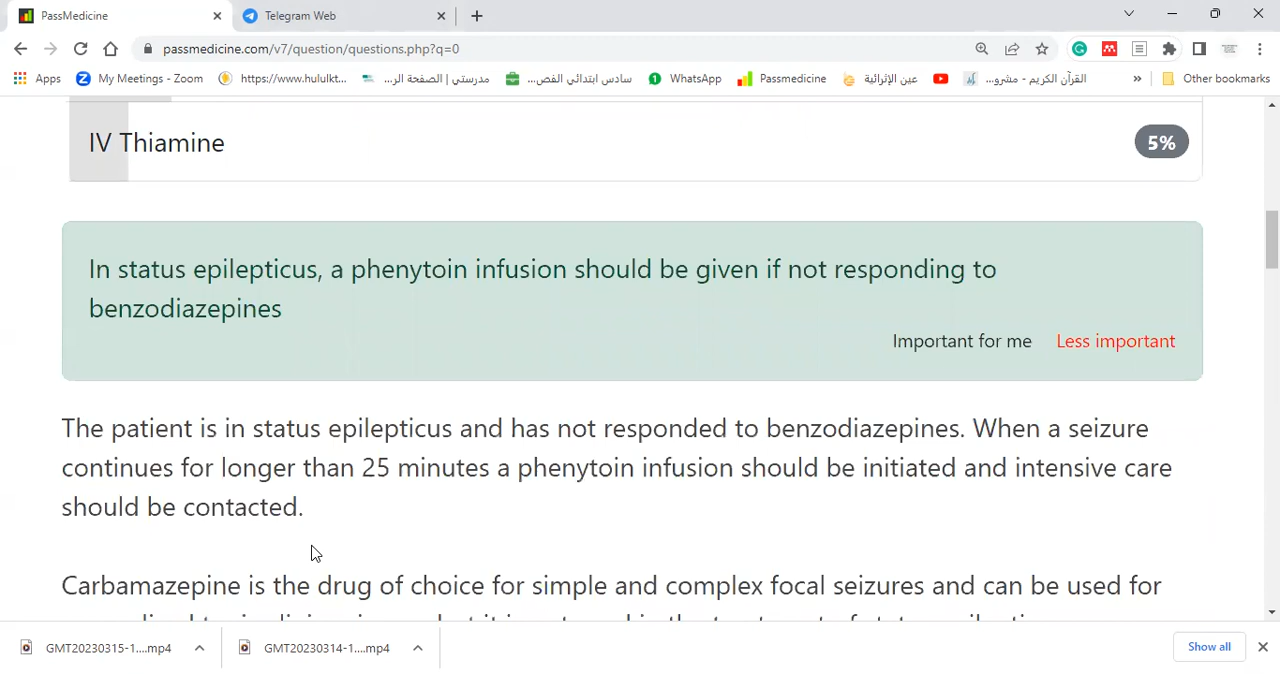 PassMedicine
Telegram Web
passmedicine.com/v7/question/questions.php?q=0
Apps
My Meetings - Zoom
https://www.hululkt...
مدرستي | الصفحة الر...
سادس ابتدائي الفص...
WhatsApp
Passmedicine
عين الإثرائية
القرآن الكريم - مشرو...
»
Other bookmarks
IV Thiamine
5%
In status epilepticus, a phenytoin infusion should be given if not responding to
benzodiazepines
Important for me Less important
The patient is in status epilepticus and has not responded to benzodiazepines. When a seizure
continues for longer than 25 minutes a phenytoin infusion should be initiated and intensive care
should be contacted.
Carbamazepine is the drug of choice for simple and complex focal seizures and can be used for
GMT20230315-1....mp4
GMT20230314-1....mp4
Show all